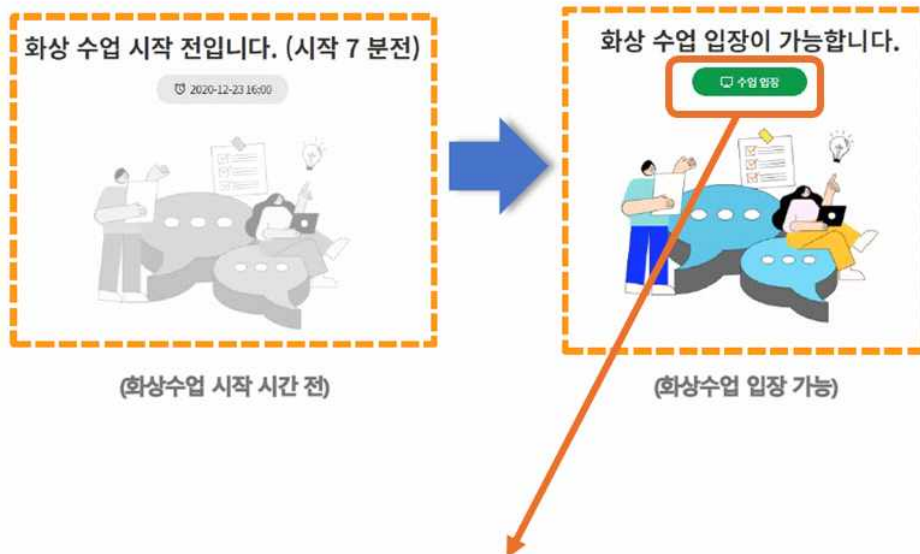 화상 수업 시작 전입니다. (시작 7 분전)
2020-12-23 16:00
(화상수업 시작 시간 전)
화상 수업 입장이 가능합니다.
수업 입장
(화상수업 입장 가능)